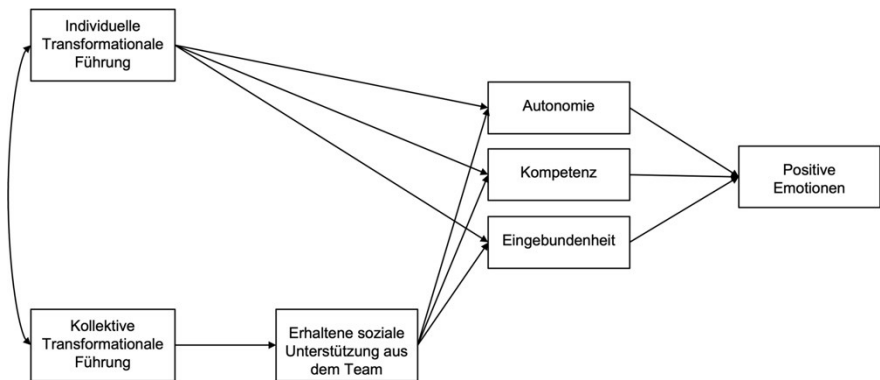 Individuelle
Transformationale
Führung
Autonomie
Kompetenz
Positive
Emotionen
Eingebundenheit
Kollektive
Transformationale
Führung
Erhaltene soziale
Unterstützung aus
dem Team